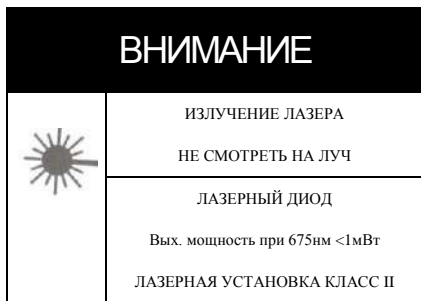 ВНИМАНИЕ
ИЗЛУЧЕНИЕ ЛАЗЕРА
НЕ СМОТРЕТЬ НА ЛУЧ
ЛАЗЕРНЫЙ ДИОД
Вых. мощность при 675нм <1мВт
ЛАЗЕРНАЯ УСТАНОВКА КЛАСС II